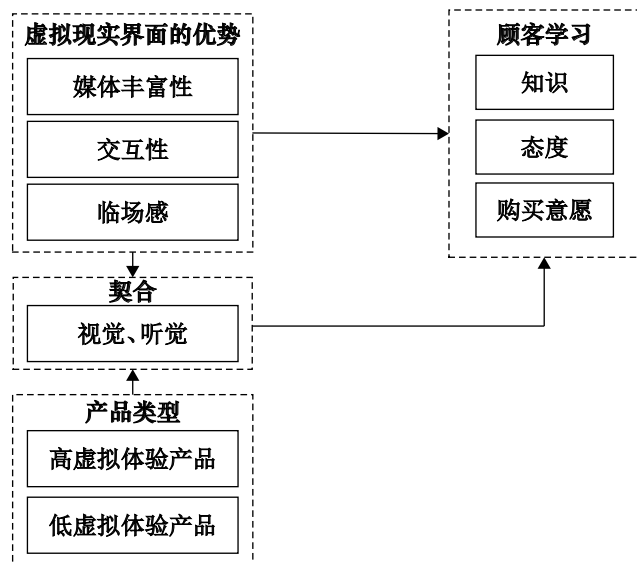 虚拟现实界面的优势
媒体丰富性
交互性
临场感
顾客学习
知识
态度
购买意愿
契合
视觉、听觉
产品类型
高虚拟体验产品
低虚拟体验产品